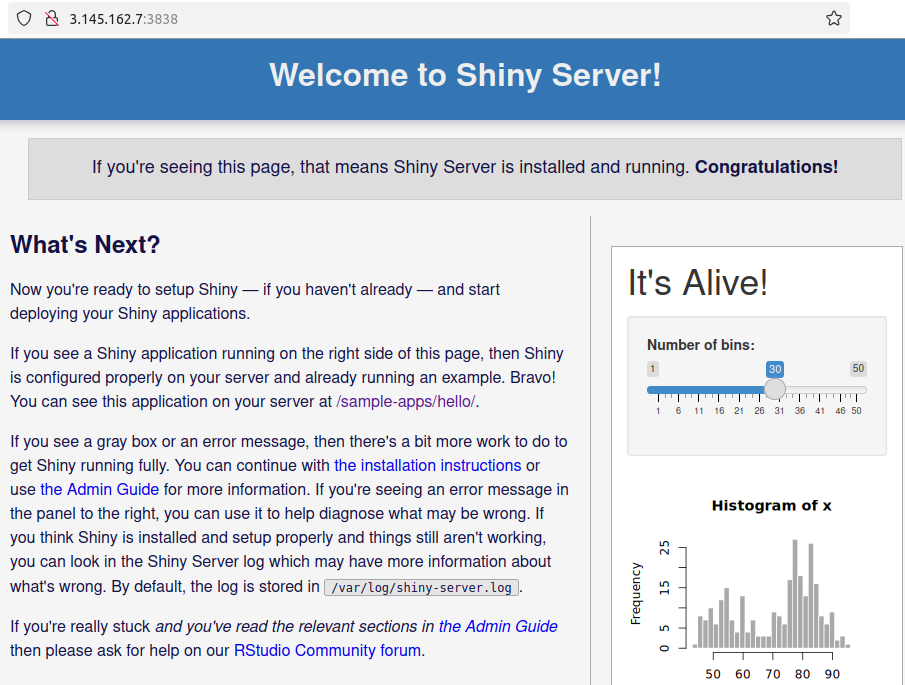 3.145.162.7:3838
Welcome to Shiny Server!
If you're seeing this page, that means Shiny Server is installed and running. Congratulations!
What's Next?
Now you're ready to setup Shiny — if you haven't already — and start
deploying your Shiny applications.
If you see a Shiny application running on the right side of this page, then Shiny
is configured properly on your server and already running an example. Bravo!
You can see this application on your server at /sample-apps/hello/.
If you see a gray box or an error message, then there's a bit more work to do to
get Shiny running fully. You can continue with the installation instructions or
use the Admin Guide for more information. If you're seeing an error message in
the panel to the right, you can use it to help diagnose what may be wrong. If
you think Shiny is installed and setup properly and things still aren't working,
you can look in the Shiny Server log which may have more information about
what's wrong. By default, the log is stored in /var/log/shiny-server.log.
If you're really stuck and you've read the relevant sections in the Admin Guide
then please ask for help on our RStudio Community forum.
It's Alive!
Number of bins:
1 30 50
1 6 11 16 21 26 31 36 41 46 50
Histogram of x
Frequency
25
15
5
0
50 60 70 80 90